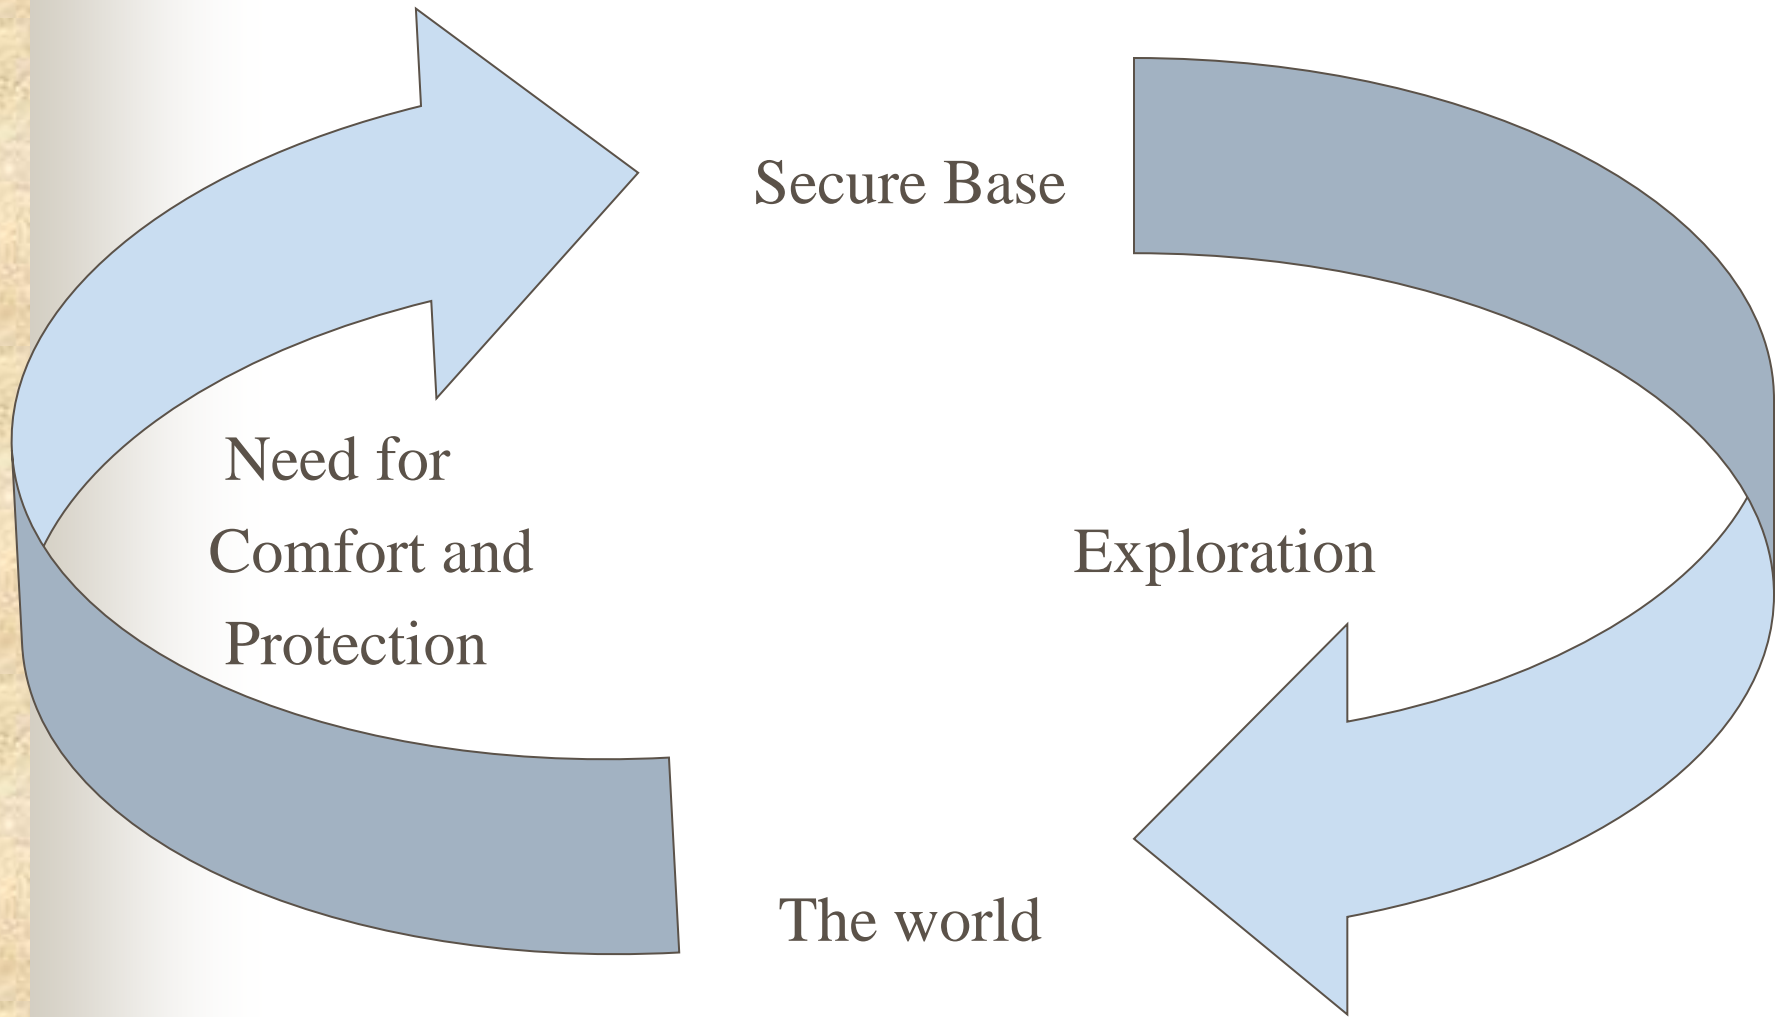 Secure Base
Need for
Comfort and
Protection
Exploration
The world